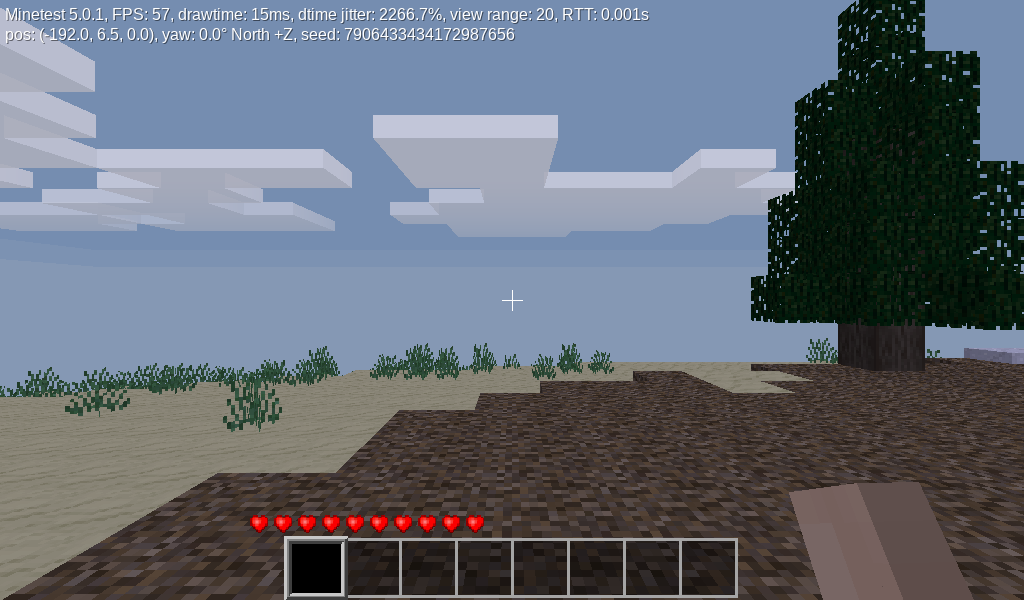 Minetest 5.0.1, FPS: 57, drawtime: 15ms, dtime jitter: 2266.7%, view range: 20, RTT: 0.001s
pos: (-192.0, 6.5, 0.0), yaw: 0.0° North +Z, seed: 7906433434172987656